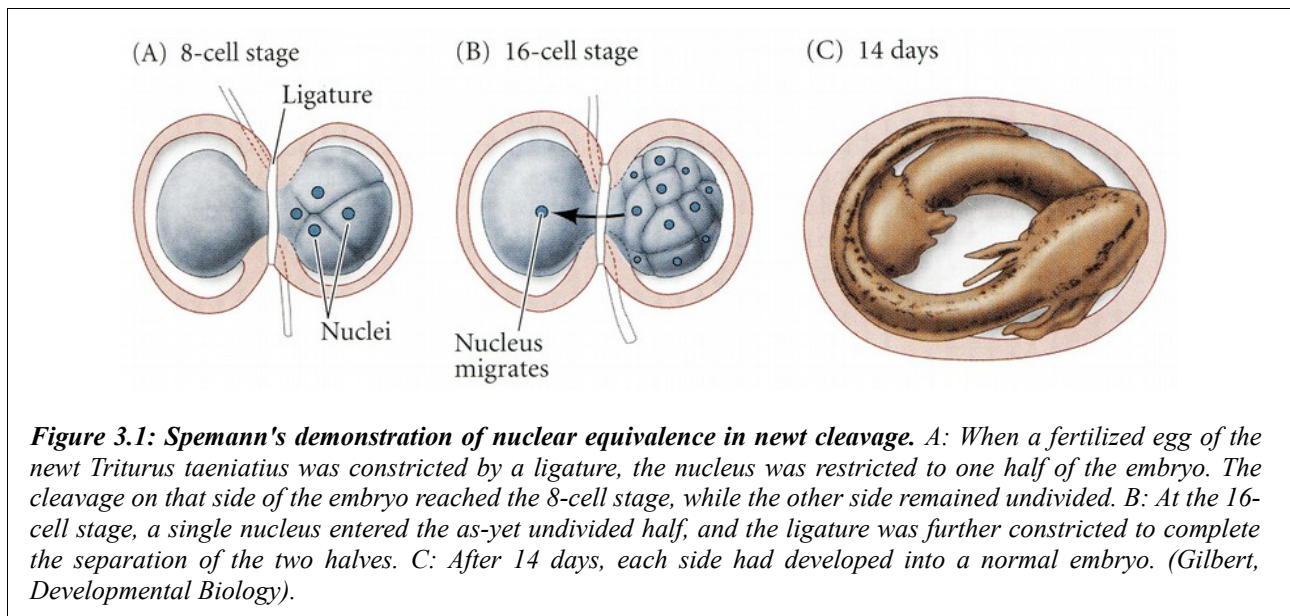 (A) 8-cell stage
(B) 16-cell stage
(C) 14 days
Ligature
Nuclei
Nucleus
migrates
Figure 3.1: Spemann's demonstration of nuclear equivalence in newt cleavage. A: When a fertilized egg of the
newt Triturus taeniatius was constricted by a ligature, the nucleus was restricted to one half of the embryo. The
cleavage on that side of the embryo reached the 8-cell stage, while the other side remained undivided. B: At the 16-
cell stage, a single nucleus entered the as-yet undivided half, and the ligature was further constricted to complete
the separation of the two halves. C: After 14 days, each side had developed into a normal embryo. (Gilbert,
Developmental Biology).